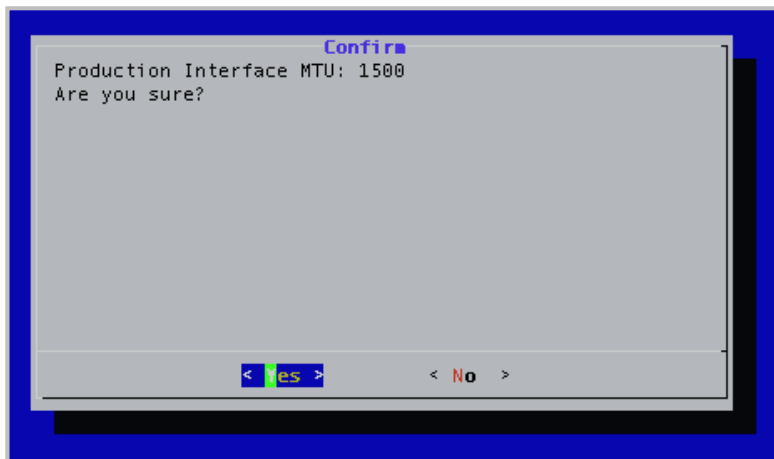 Confirm
Production Interface MTU: 1500
Are you sure?
< Yes > < No >